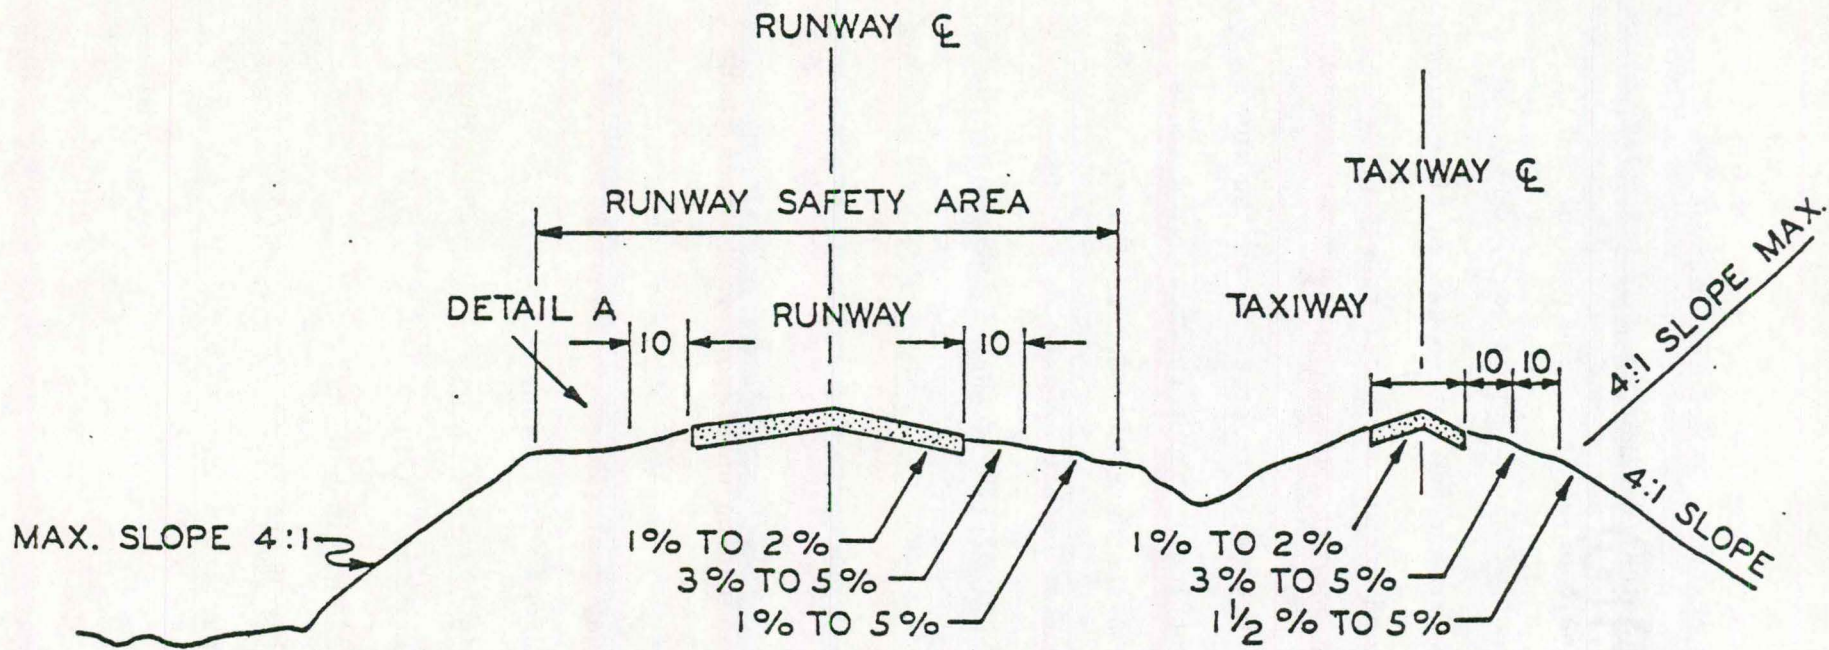 RUNWAY ℄
TAXIWAY ℄
RUNWAY SAFETY AREA
DETAIL A
RUNWAY
TAXIWAY
10
10
10
10
4:1 SLOPE MAX.
4:1 SLOPE
MAX. SLOPE 4:1
1% TO 2%
3% TO 5%
1% TO 5%
1% TO 2%
3% TO 5%
1½% TO 5%